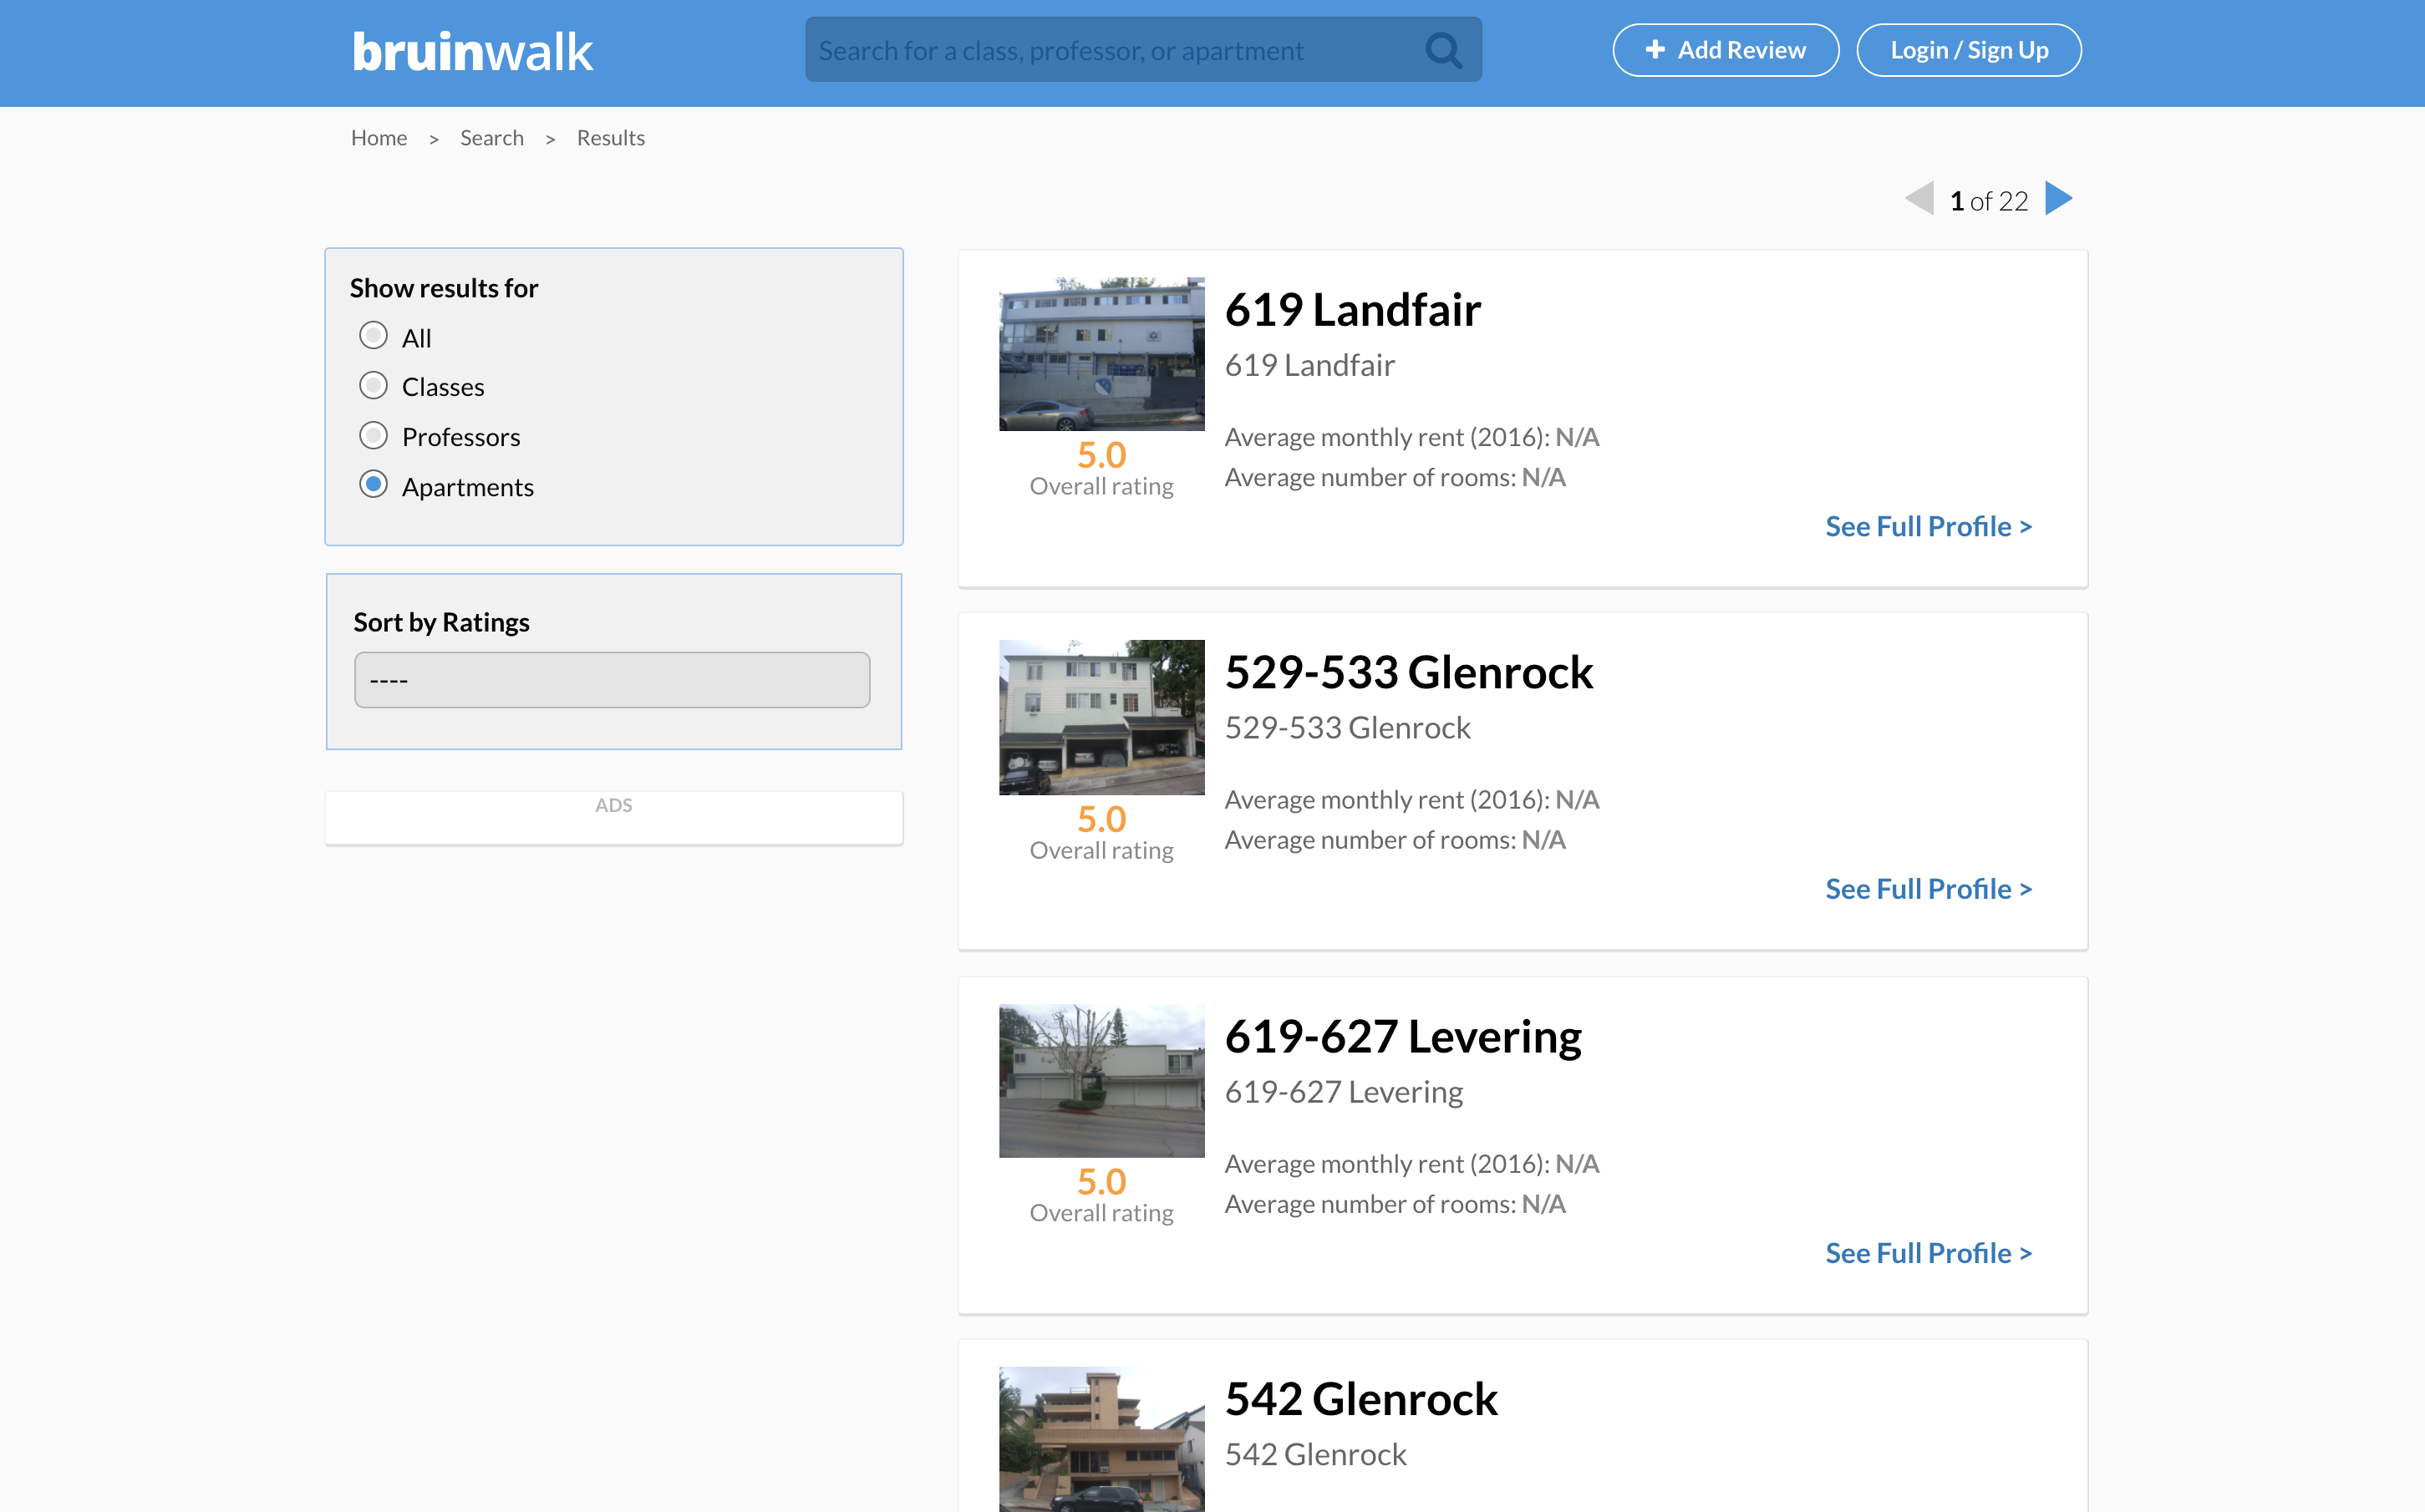 bruinwalk
Search for a class, professor, or apartment
Add Review
Login / Sign Up
Home > Search > Results
1 of 22
Show results for
All
Classes
Professors
Apartments
Sort by Ratings
----
ADS
619 Landfair
619 Landfair
Average monthly rent (2016): N/A
Average number of rooms: N/A
5.0
Overall rating
See Full Profile >
529-533 Glenrock
529-533 Glenrock
Average monthly rent (2016): N/A
Average number of rooms: N/A
5.0
Overall rating
See Full Profile >
619-627 Levering
619-627 Levering
Average monthly rent (2016): N/A
Average number of rooms: N/A
5.0
Overall rating
See Full Profile >
542 Glenrock
542 Glenrock